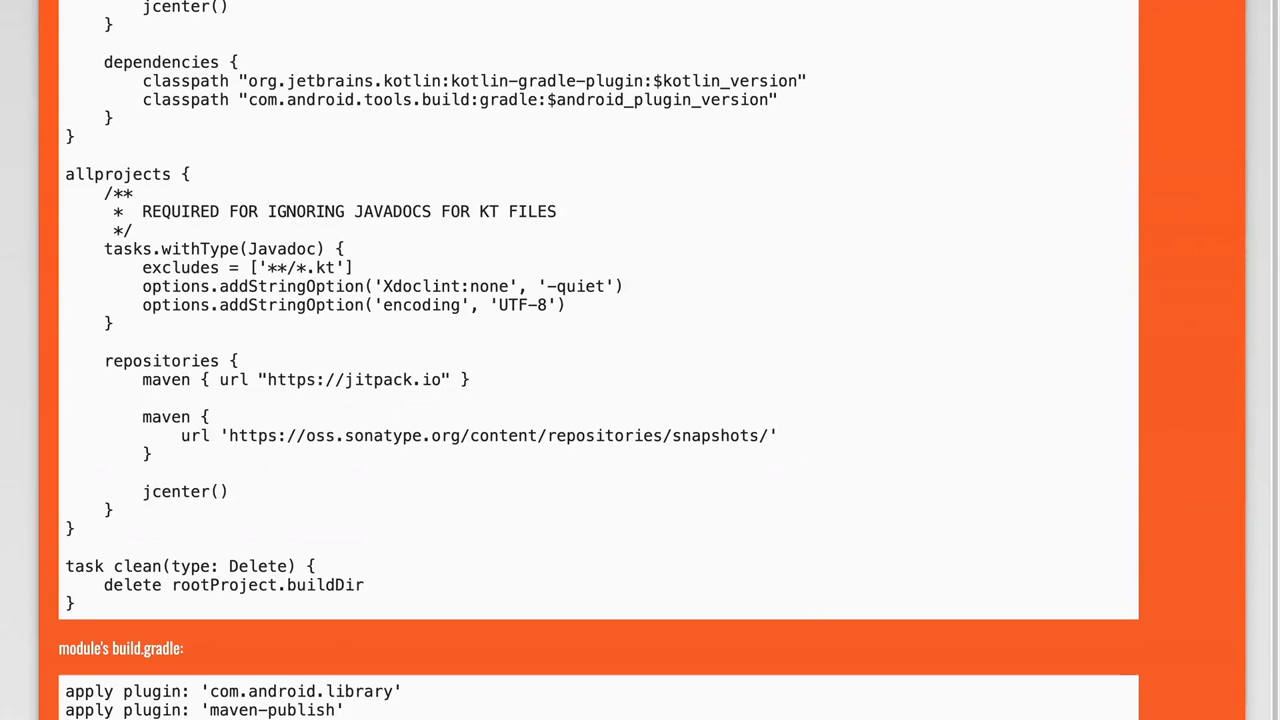 jcenter()
}
dependencies {
classpath "org.jetbrains.kotlin:kotlin-gradle-plugin:$kotlin_version"
classpath "com.android.tools.build:gradle:$android_plugin_version"
}
}
allprojects {
/**
*  REQUIRED FOR IGNORING JAVADOCS FOR KT FILES
*/
tasks.withType(Javadoc) {
excludes = ['**/*.kt']
options.addStringOption('Xdoclint:none', '-quiet')
options.addStringOption('encoding', 'UTF-8')
}
repositories {
maven { url "https://jitpack.io" }
maven {
url 'https://oss.sonatype.org/content/repositories/snapshots/'
}
jcenter()
}
}
task clean(type: Delete) {
delete rootProject.buildDir
}
module's build.gradle:
apply plugin: 'com.android.library'
apply plugin: 'maven-publish'